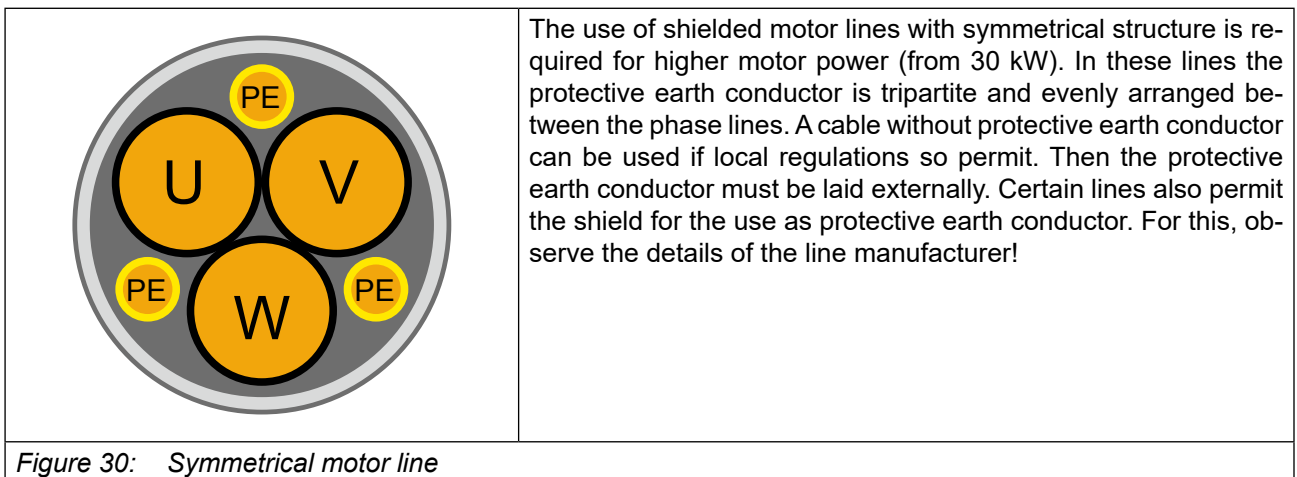 PE
U V
PE PE
W
The use of shielded motor lines with symmetrical structure is re-
quired for higher motor power (from 30 kW). In these lines the
protective earth conductor is tripartite and evenly arranged be-
tween the phase lines. A cable without protective earth conductor
can be used if local regulations so permit. Then the protective
earth conductor must be laid externally. Certain lines also permit
the shield for the use as protective earth conductor. For this, ob-
serve the details of the line manufacturer!
Figure 30: Symmetrical motor line